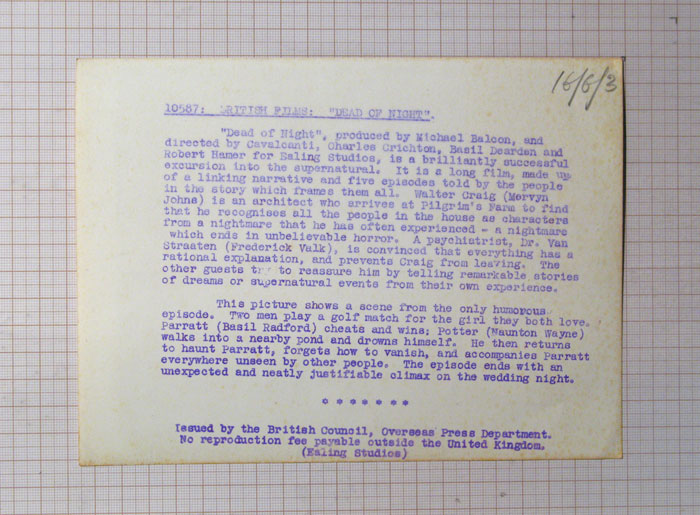 16/6/3
10587: BRITISH FILMS: "DEAD OF NIGHT".
"Dead of Night", produced by Michael Balcon, and
directed by Cavalcanti, Charles Crichton, Basil Dearden and
Robert Hamer for Ealing Studios, is a brilliantly successful
excursion into the supernatural. It is a long film, made up
of a linking narrative and five episodes told by the people
in the story which frames them all. Walter Craig (Mervyn
Johns) is an architect who arrives at Pilgrim's Farm to find
that he recognises all the people in the house as characters
from a nightmare that he has often experienced - a nightmare
which ends in unbelievable horror. A psychiatrist, Dr. Van
Straaten (Frederick Valk), is convinced that everything has a
rational explanation, and prevents Craig from leaving. The
other guests try to reassure him by telling remarkable stories
of dreams or supernatural events from their own experience.
This picture shows a scene from the only humorous
episode. Two men play a golf match for the girl they both love.
Parratt (Basil Radford) cheats and wins; Potter (Naunton Wayne)
walks into a nearby pond and drowns himself. He then returns
to haunt Parratt, forgets how to vanish, and accompanies Parratt
everywhere unseen by other people. The episode ends with an
unexpected and neatly justifiable climax on the wedding night.
* * * * * * *
Issued by the British Council, Overseas Press Department.
No reproduction fee payable outside the United Kingdom.
(Ealing Studios)